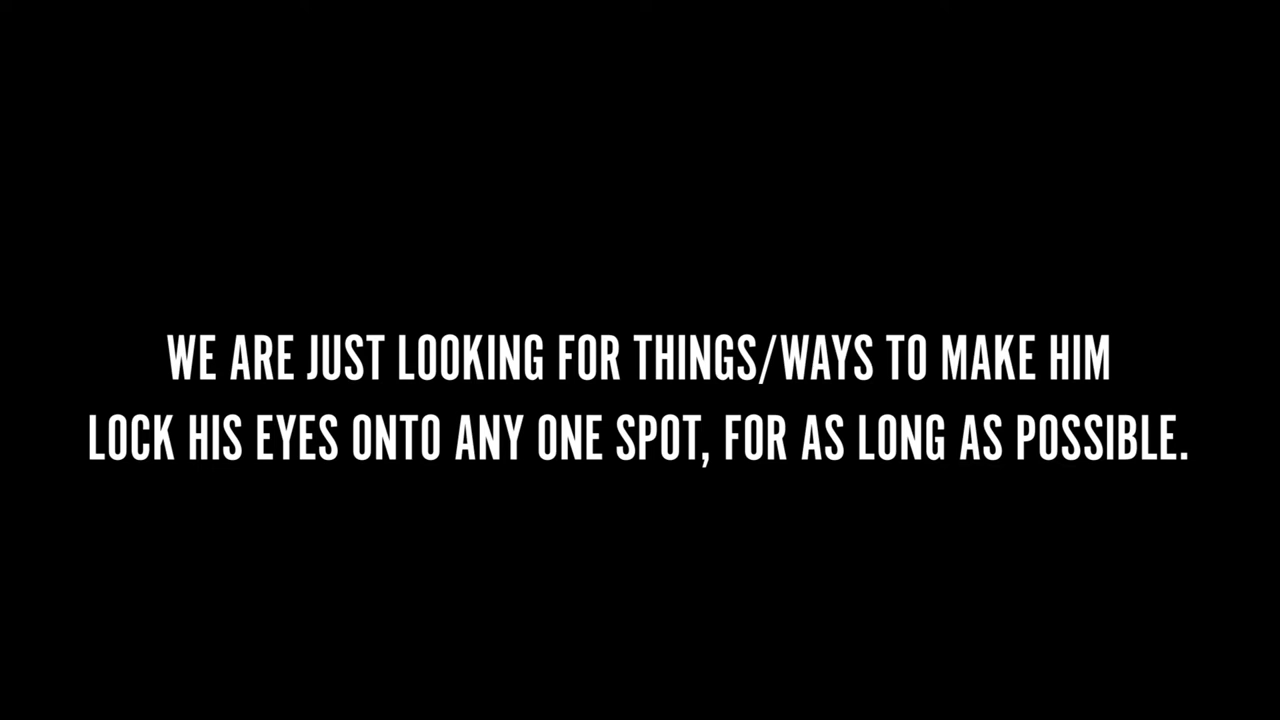 WE ARE JUST LOOKING FOR THINGS/WAYS TO MAKE HIM
LOCK HIS EYES ONTO ANY ONE SPOT, FOR AS LONG AS POSSIBLE.